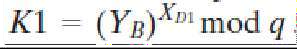 K1 = (Y_B)^{X_{D1}} mod q